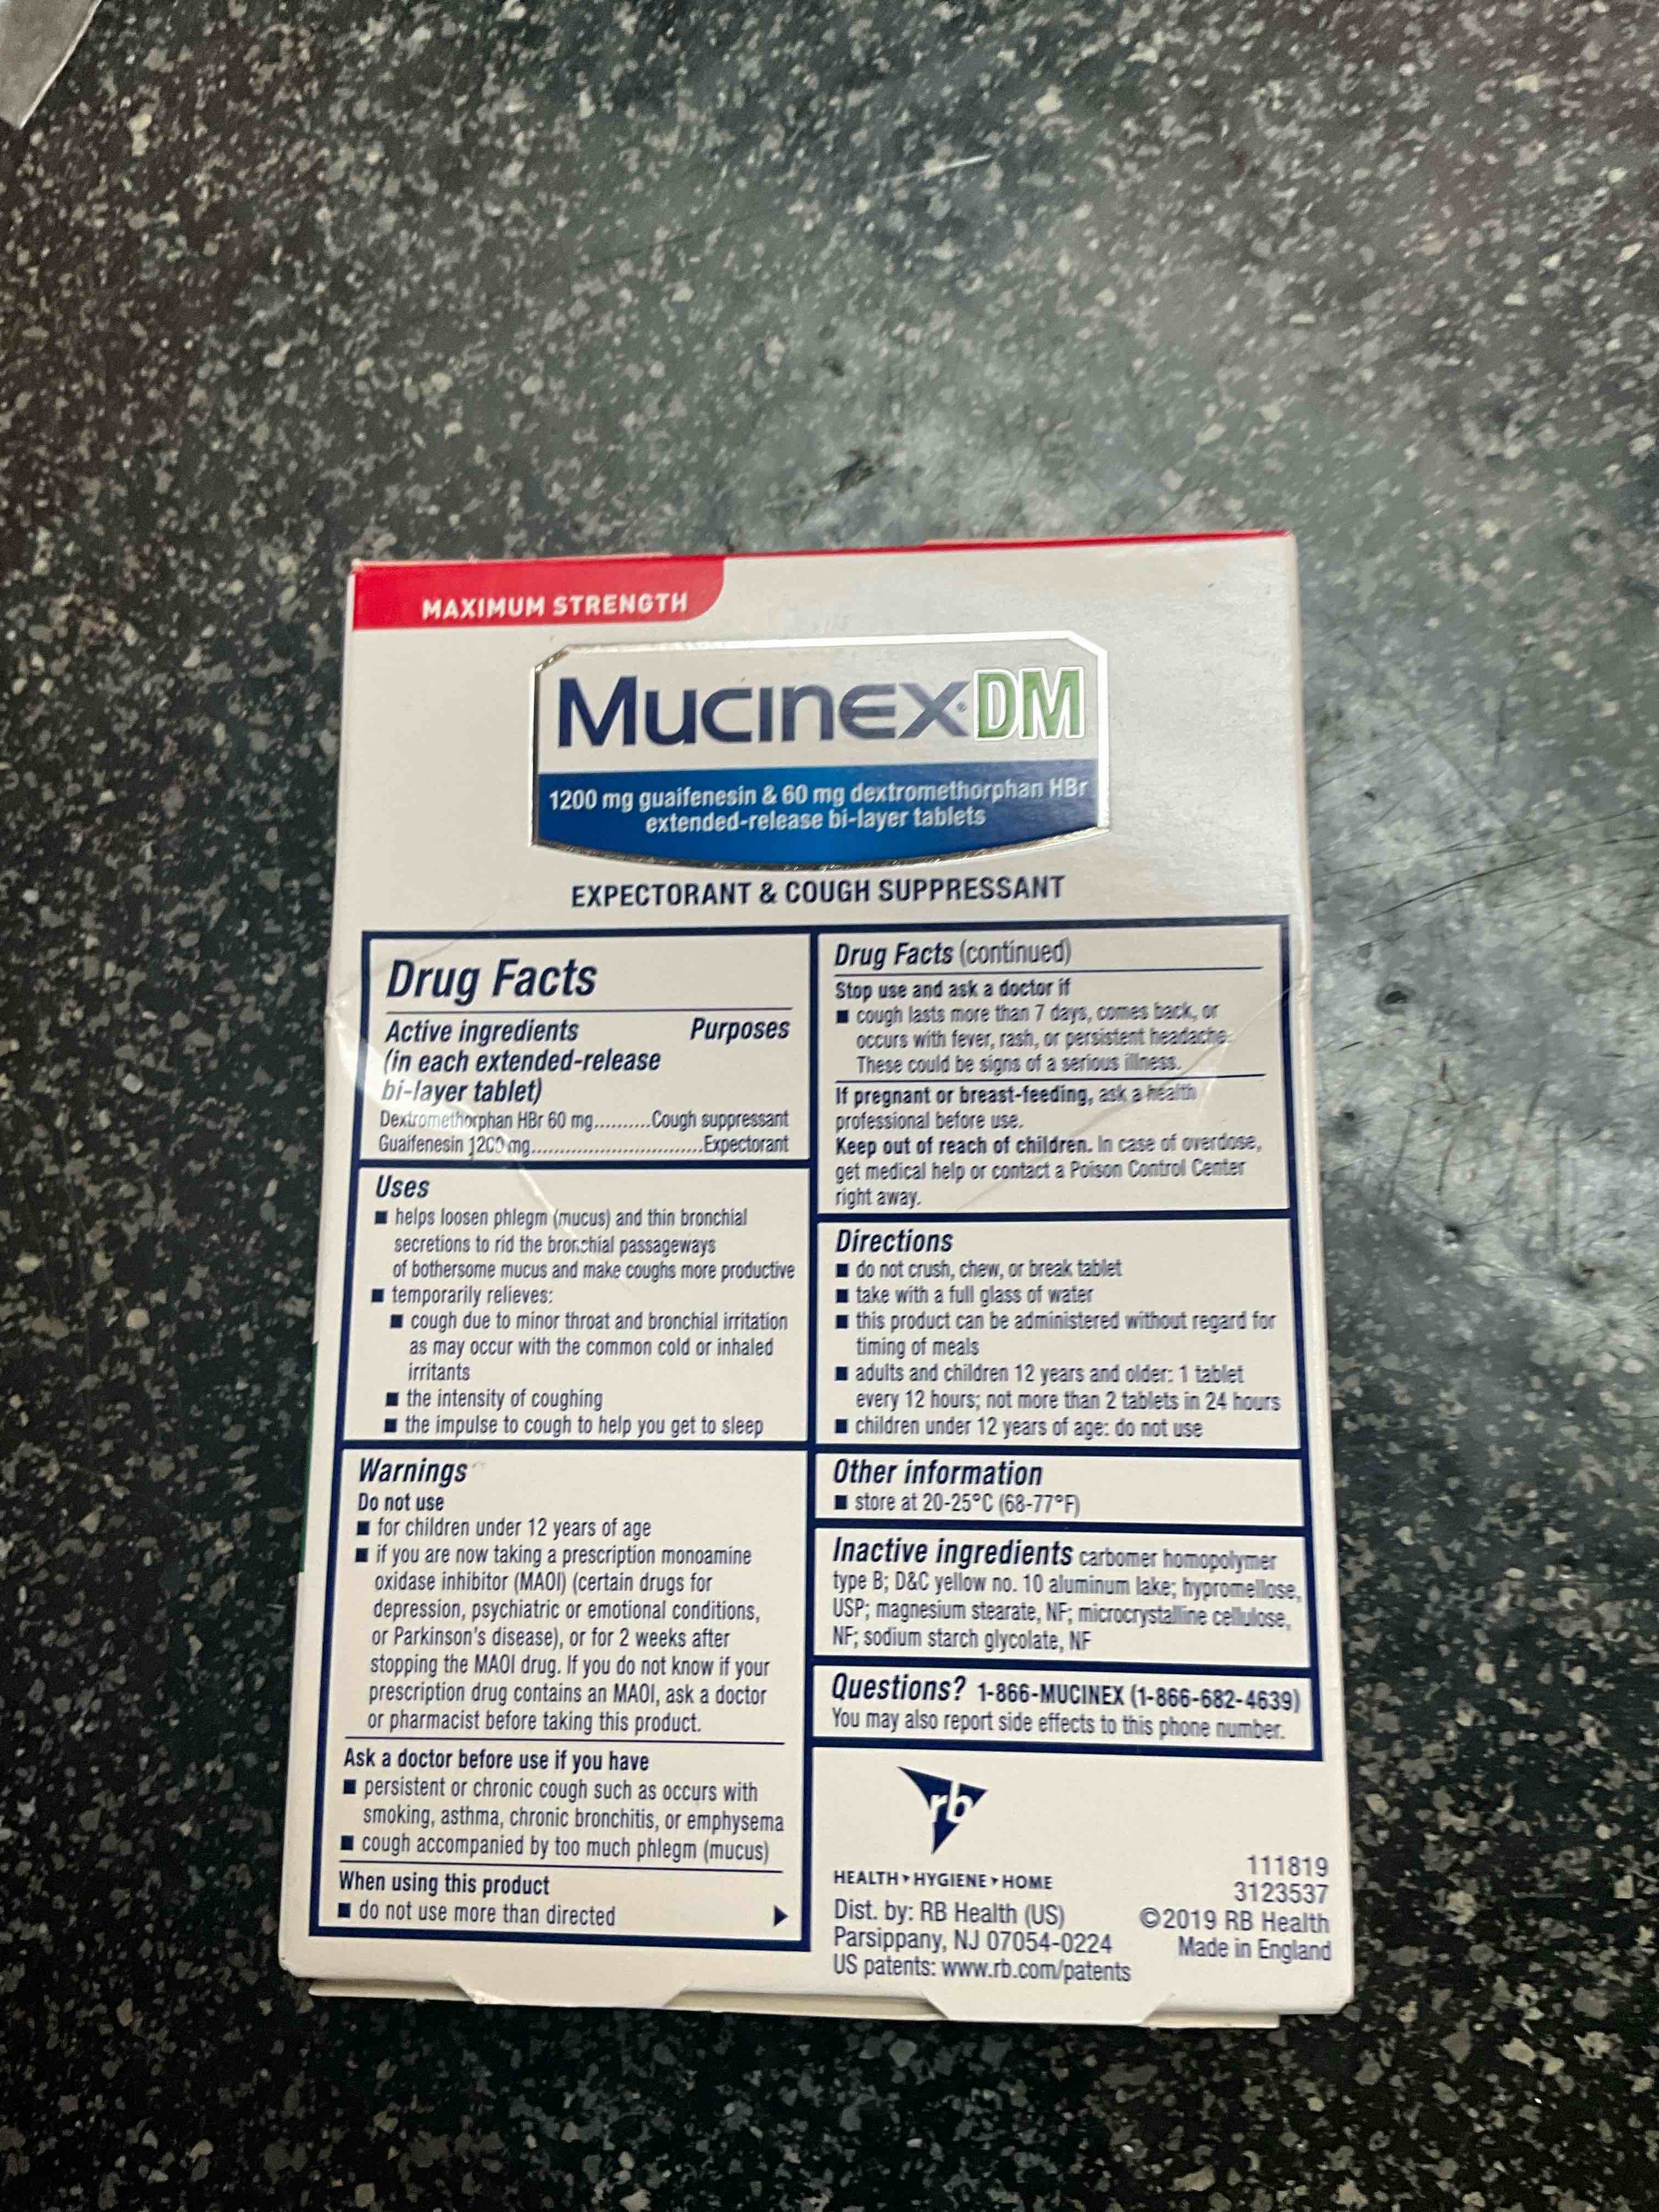 MAXIMUM STRENGTH
Mucinex® DM
1200 mg guaifenesin & 60 mg dextromethorphan HBr
extended-release bi-layer tablets
EXPECTORANT & COUGH SUPPRESSANT
Drug Facts
Active ingredients Purposes
(in each extended-release
bi-layer tablet)
Dextromethorphan HBr 60 mg..........Cough suppressant
Guaifenesin 1200 mg...............................Expectorant
Uses
■ helps loosen phlegm (mucus) and thin bronchial
secretions to rid the bronchial passageways
of bothersome mucus and make coughs more productive
■ temporarily relieves:
■ cough due to minor throat and bronchial irritation
as may occur with the common cold or inhaled
irritants
■ the intensity of coughing
■ the impulse to cough to help you get to sleep
Warnings
Do not use
■ for children under 12 years of age
■ if you are now taking a prescription monoamine
oxidase inhibitor (MAOI) (certain drugs for
depression, psychiatric or emotional conditions,
or Parkinson's disease), or for 2 weeks after
stopping the MAOI drug. If you do not know if your
prescription drug contains an MAOI, ask a doctor
or pharmacist before taking this product.
Ask a doctor before use if you have
■ persistent or chronic cough such as occurs with
smoking, asthma, chronic bronchitis, or emphysema
■ cough accompanied by too much phlegm (mucus)
When using this product
■ do not use more than directed
Drug Facts (continued)
Stop use and ask a doctor if
■ cough lasts more than 7 days, comes back, or
occurs with fever, rash, or persistent headache.
These could be signs of a serious illness.
If pregnant or breast-feeding, ask a health
professional before use.
Keep out of reach of children. In case of overdose,
get medical help or contact a Poison Control Center
right away.
Directions
■ do not crush, chew, or break tablet
■ take with a full glass of water
■ this product can be administered without regard for
timing of meals
■ adults and children 12 years and older: 1 tablet
every 12 hours; not more than 2 tablets in 24 hours
■ children under 12 years of age: do not use
Other information
■ store at 20-25°C (68-77°F)
Inactive ingredients carbomer homopolymer
type B; D&C yellow no. 10 aluminum lake; hypromellose,
USP; magnesium stearate, NF; microcrystalline cellulose,
NF; sodium starch glycolate, NF
Questions? 1-866-MUCINEX (1-866-682-4639)
You may also report side effects to this phone number.
rb
HEALTH ▸ HYGIENE ▸ HOME
Dist. by: RB Health (US)
Parsippany, NJ 07054-0224
US patents: www.rb.com/patents
111819
3123537
©2019 RB Health
Made in England